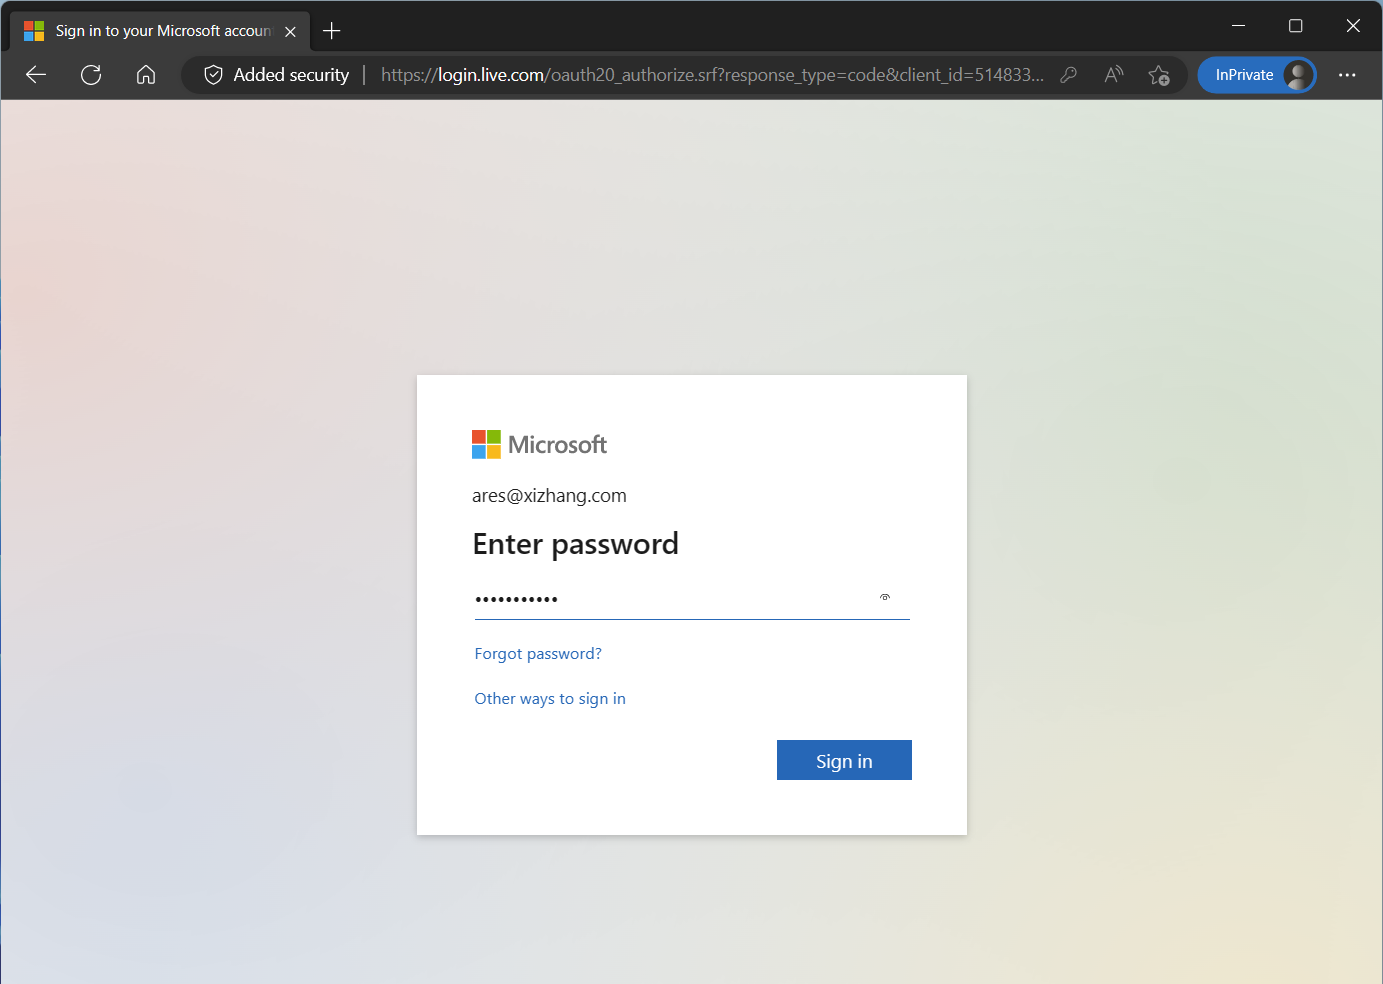 Sign in to your Microsoft accoun
Added security
https://login.live.com/oauth20_authorize.srf?response_type=code&client_id=514833...
InPrivate
Microsoft
ares@xizhang.com
Enter password
•••••••••••
Forgot password?
Other ways to sign in
Sign in